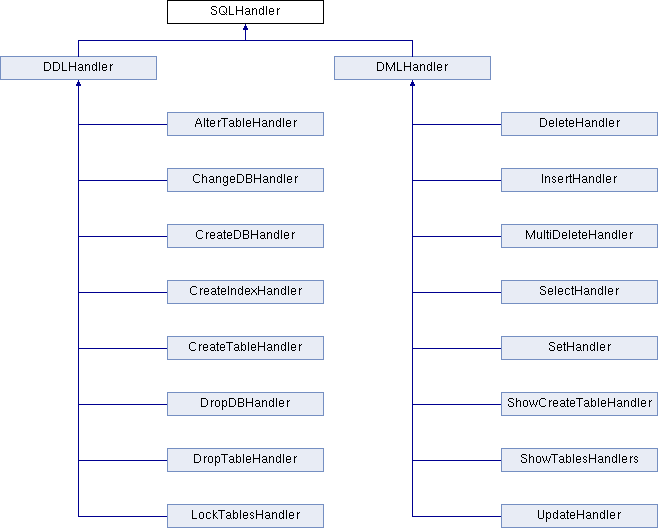 SQLHandler
DDLHandler
DMLHandler
AlterTableHandler
DeleteHandler
ChangeDBHandler
InsertHandler
CreateDBHandler
MultiDeleteHandler
CreateIndexHandler
SelectHandler
CreateTableHandler
SetHandler
DropDBHandler
ShowCreateTableHandler
DropTableHandler
ShowTablesHandlers
LockTablesHandler
UpdateHandler